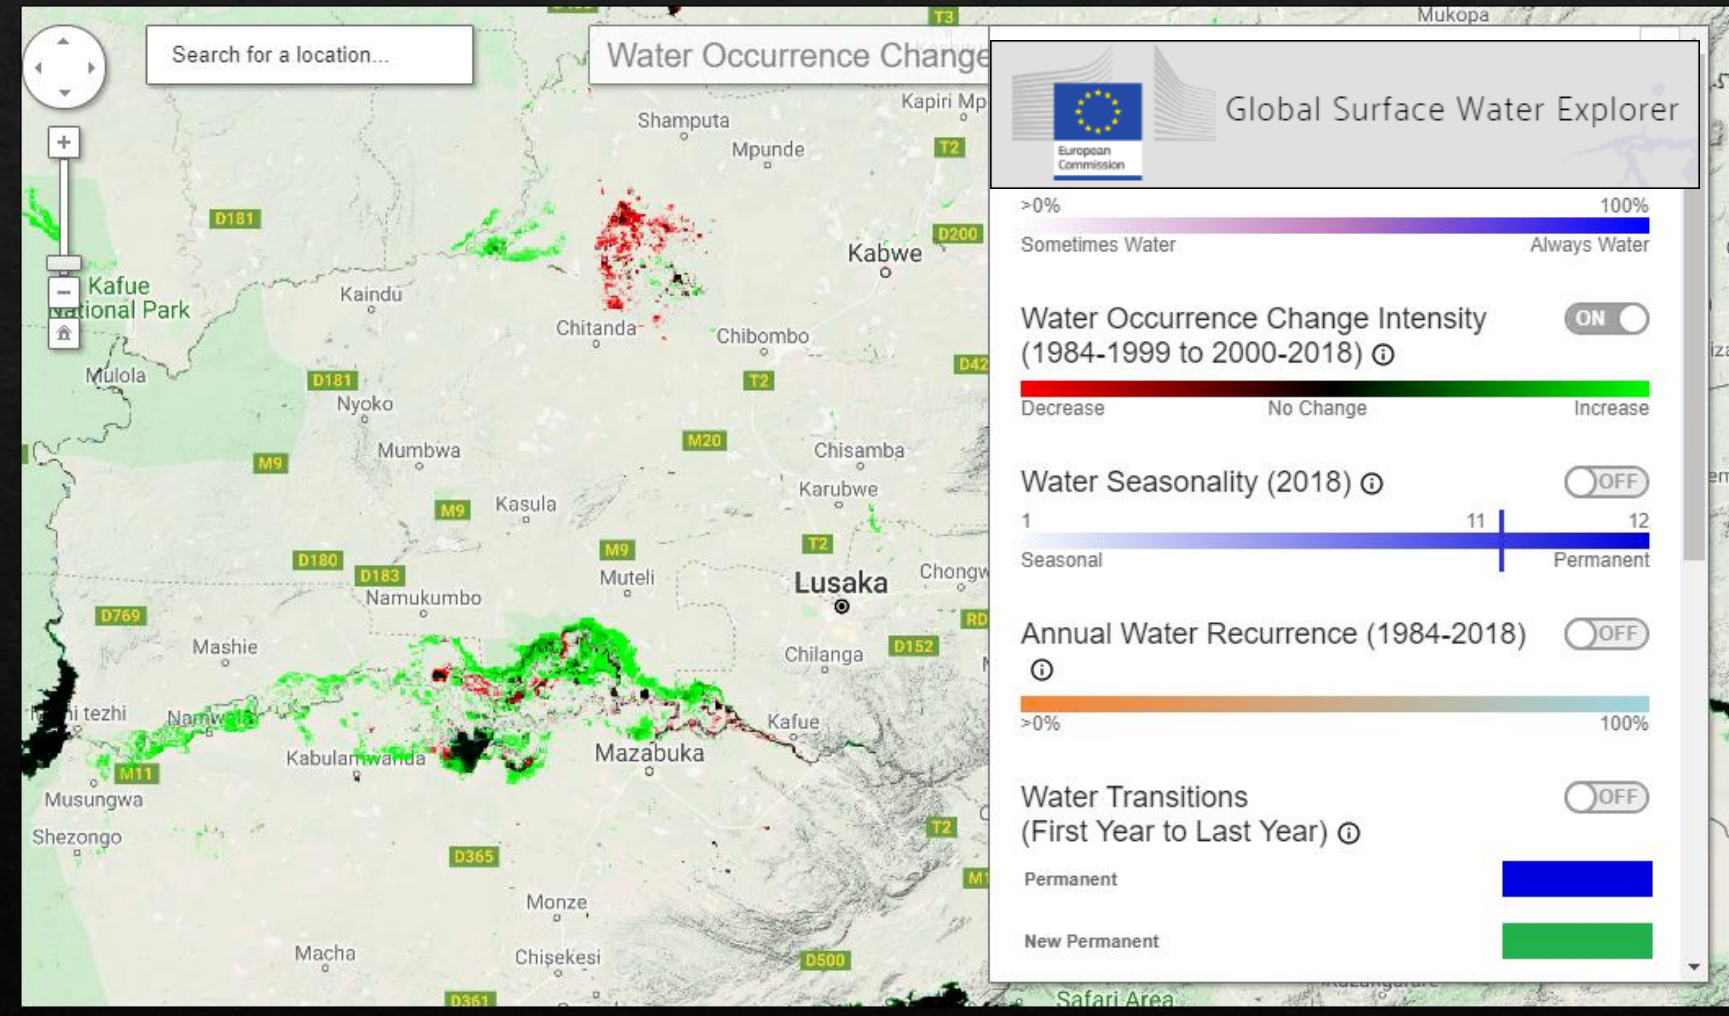 T3
Mukopa
Search for a location...
Water Occurrence Change
Kapiri Mp
Shamputa
T2
Mpunde
D181
D200
Kabwe
Kafue
National Park
Kaindu
Chitanda
Chibombo
Mulola
D181
T2
D42
Nyoko
M20
Mumbwa
Chisamba
M9
Karubwe
Kasula
M9
T2
M9
D180
D183
Muteli
Lusaka
Chongw
Namukumbo
D769
RD
Mashie
Chilanga
D152
hi tezhi
Namwala
Kafue
Kabulamwanda
Mazabuka
M11
Musungwa
Shezongo
T2
D365
M1
Monze
Macha
Chisekesi
D500
D361
Safari Area
European
Commission
Global Surface Water Explorer
>0% 100%
Sometimes Water Always Water
Water Occurrence Change Intensity ON
(1984-1999 to 2000-2018)
Decrease No Change Increase
Water Seasonality (2018) OFF
1 11 12
Seasonal Permanent
Annual Water Recurrence (1984-2018) OFF
>0% 100%
Water Transitions OFF
(First Year to Last Year)
Permanent
New Permanent